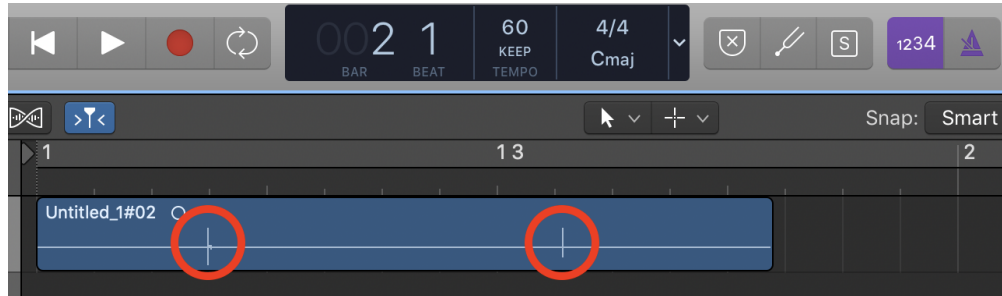 002 1 60 4/4
BAR BEAT KEEP TEMPO Cmaj
S 1234
Snap: Smart
1 1 3 2
Untitled_1#02